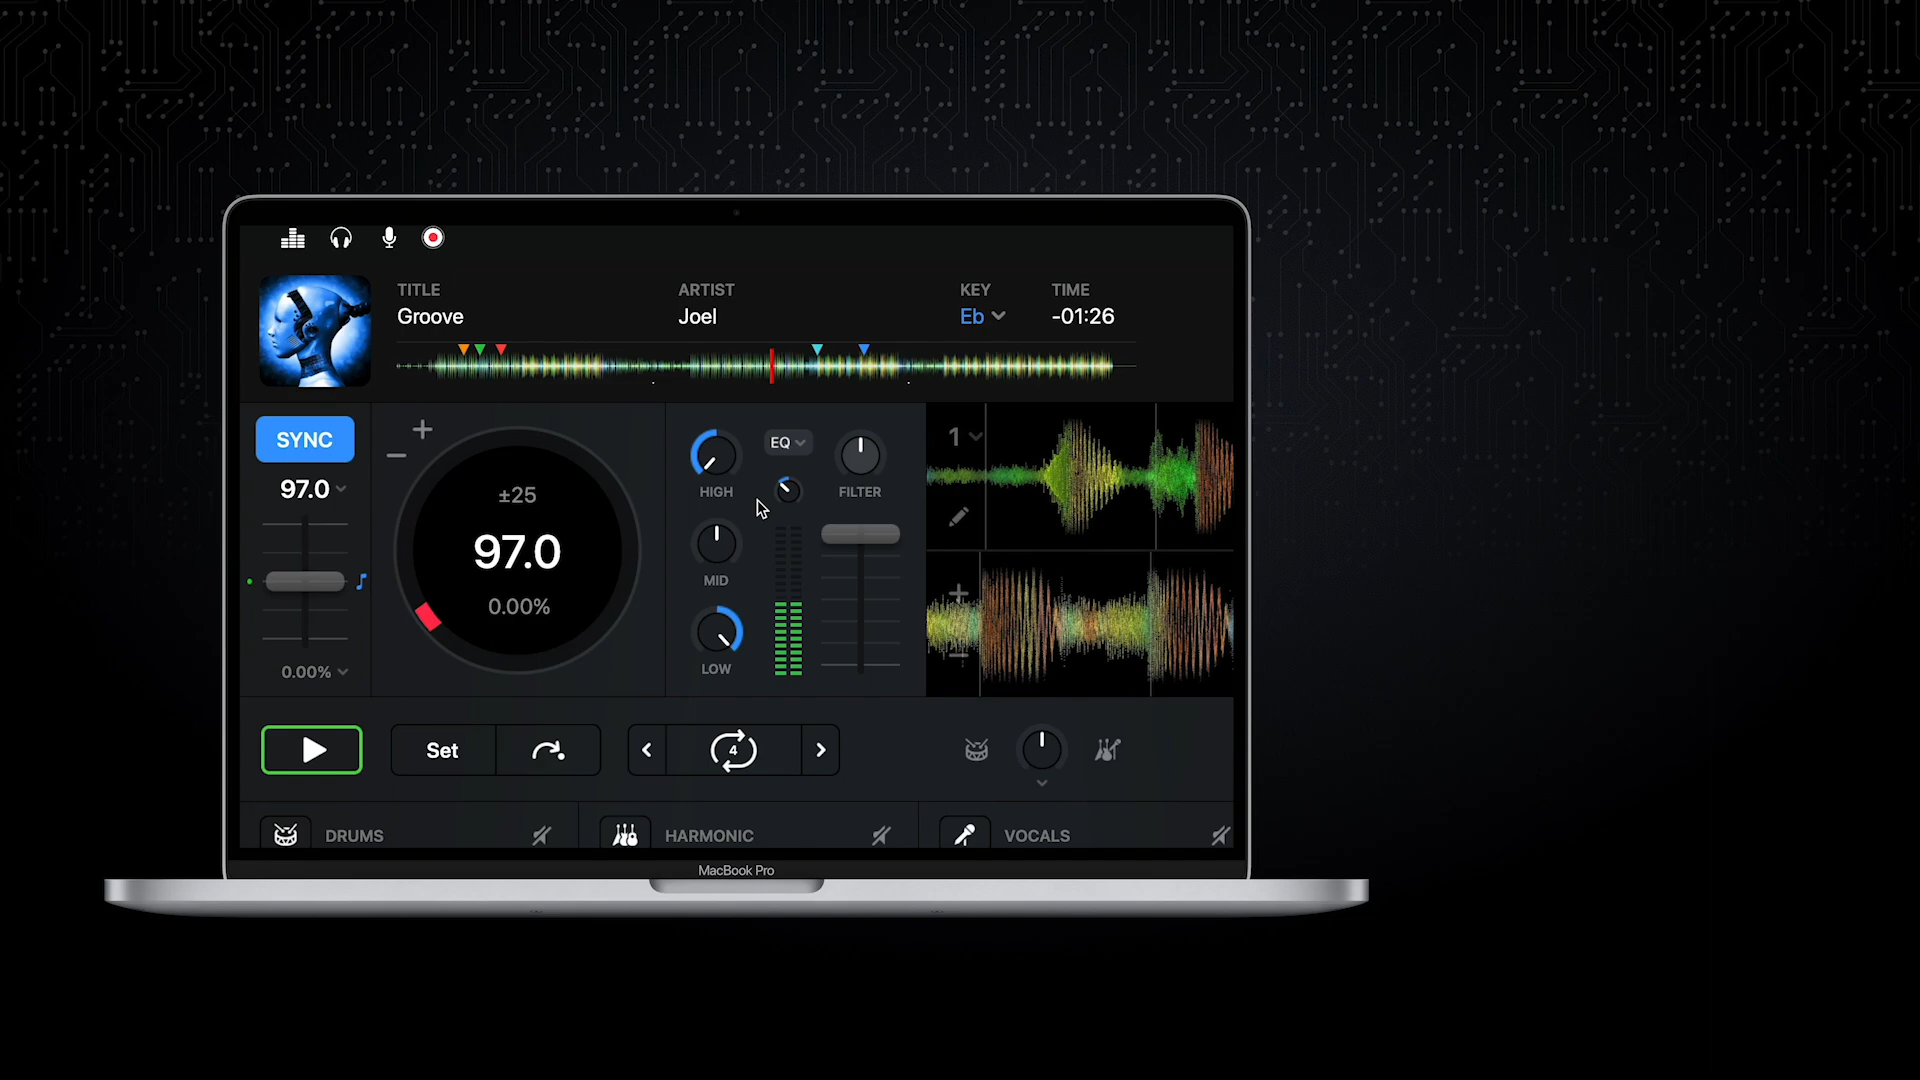 TITLE
ARTIST
KEY
TIME
Groove
Joel
Eb
-01:26
SYNC
97.0
0.00%
±25
97.0
0.00%
EQ
HIGH
FILTER
MID
LOW
1
Set
4
DRUMS
HARMONIC
VOCALS
MacBook Pro